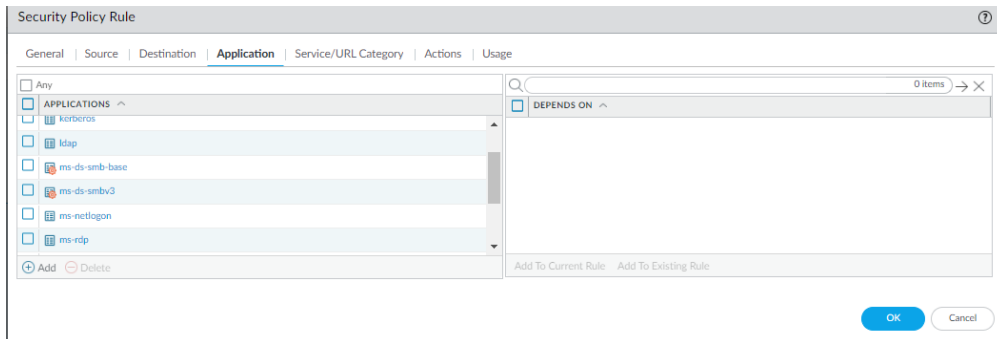 Security Policy Rule
General | Source | Destination | Application | Service/URL Category | Actions | Usage
Any
0 items
APPLICATIONS
DEPENDS ON
kerberos
ldap
ms-ds-smb-base
ms-ds-smbv3
ms-netlogon
ms-rdp
Add Delete
Add To Current Rule Add To Existing Rule
OK Cancel